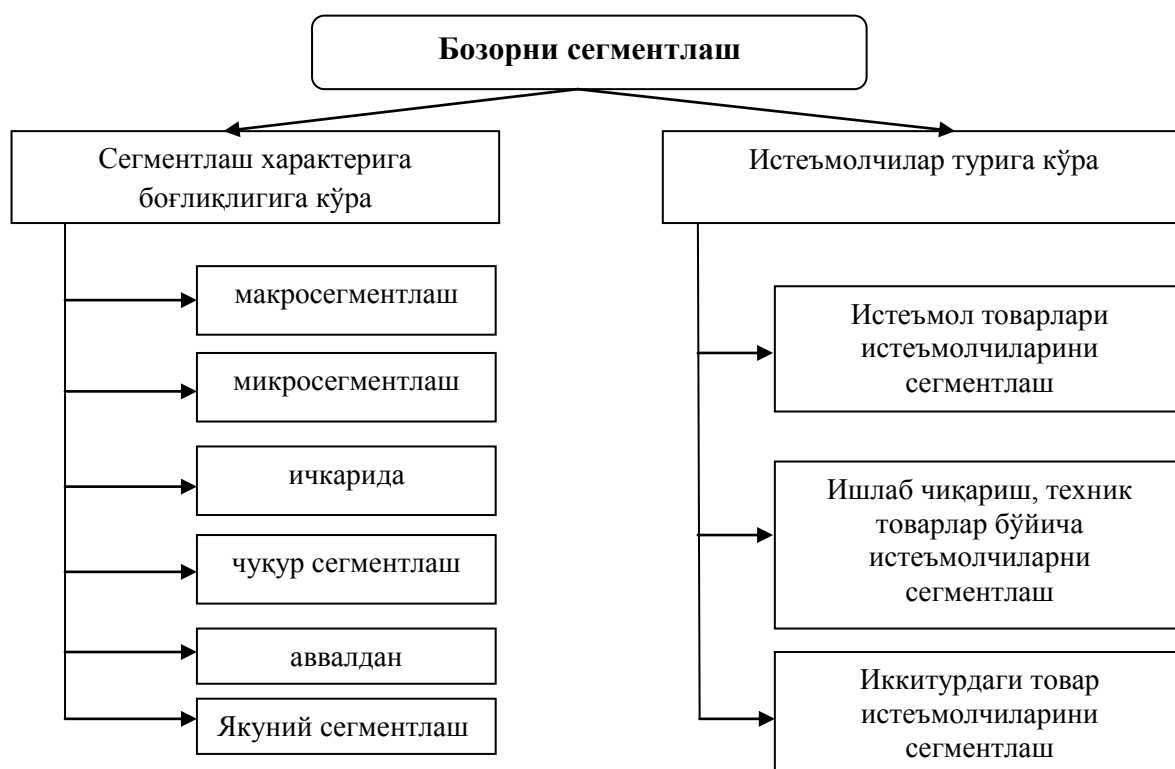 Бозорни сегментлаш
Сегментлаш характерига
боғлиқлигига кўра
макросегментлаш
микросегментлаш
ичкарида
чуқур сегментлаш
аввалдан
Якуний сегментлаш
Истеъмолчилар турига кўра
Истеъмол товарлари
истеъмолчиларини
сегментлаш
Ишлаб чиқариш, техник
товарлар бўйича
истеъмолчиларни
сегментлаш
Иккитурдаги товар
истеъмолчиларини
сегментлаш